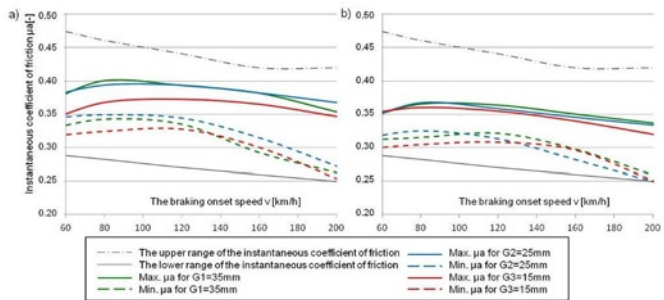 a)
b)
Instantaneous coefficient of friction μa[-]
0.50
0.45
0.40
0.35
0.30
0.25
0.20
The braking onset speed v [km/h]
60 80 100 120 140 160 180 200
0.50
0.45
0.40
0.35
0.30
0.25
0.20
The braking onset speed v [km/h]
60 80 100 120 140 160 180 200
The upper range of the instantaneous coefficient of friction
The lower range of the instantaneous coefficient of friction
Max. μa for G1=35mm
Min. μa for G1=35mm
Max. μa for G2=25mm
Min. μa for G2=25mm
Max. μa for G3=15mm
Min. μa for G3=15mm